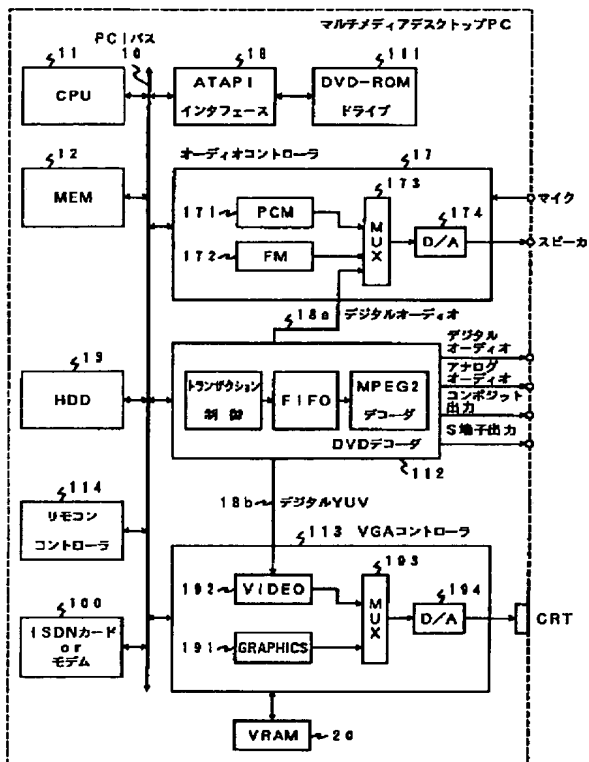 マルチメディアデスクトップPC
PCIバス
10
11
CPU
18
ATAPI
インタフェース
111
DVD-ROM
ドライブ
12
MEM
オーディオコントローラ
17
171
PCM
172
FM
173
MUX
174
D/A
マイク
スピーカ
18a
デジタルオーディオ
19
HDD
トランザクション
制御
FIFO
MPEG2
デコーダ
DVDデコーダ
112
デジタル
オーディオ
アナログ
オーディオ
コンポジット
出力
S端子出力
18b
デジタルYUV
114
リモコン
コントローラ
113
VGAコントローラ
192
VIDEO
191
GRAPHICS
193
MUX
194
D/A
CRT
100
ISDNカード
or
モデム
VRAM
20